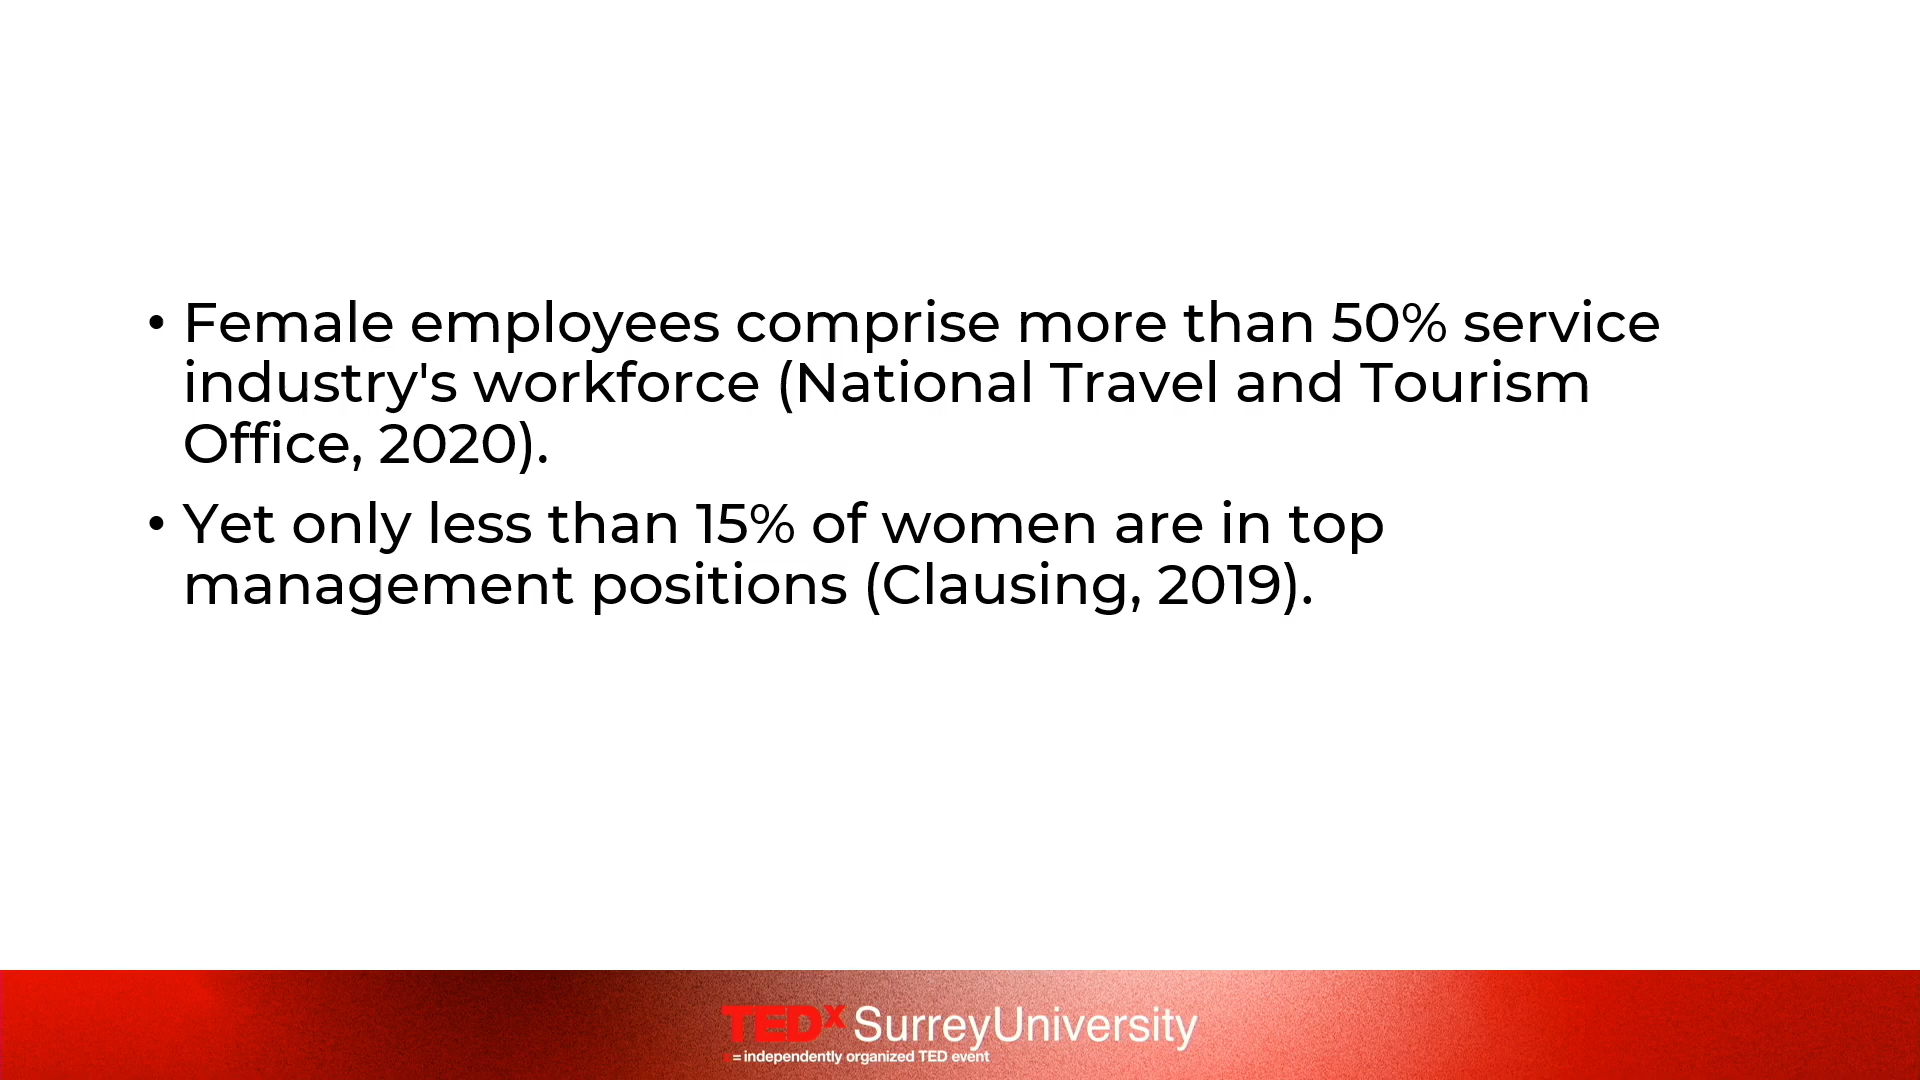 • Female employees comprise more than 50% service
industry's workforce (National Travel and Tourism
Office, 2020).
• Yet only less than 15% of women are in top
management positions (Clausing, 2019).
TEDx SurreyUniversity
x = independently organized TED event